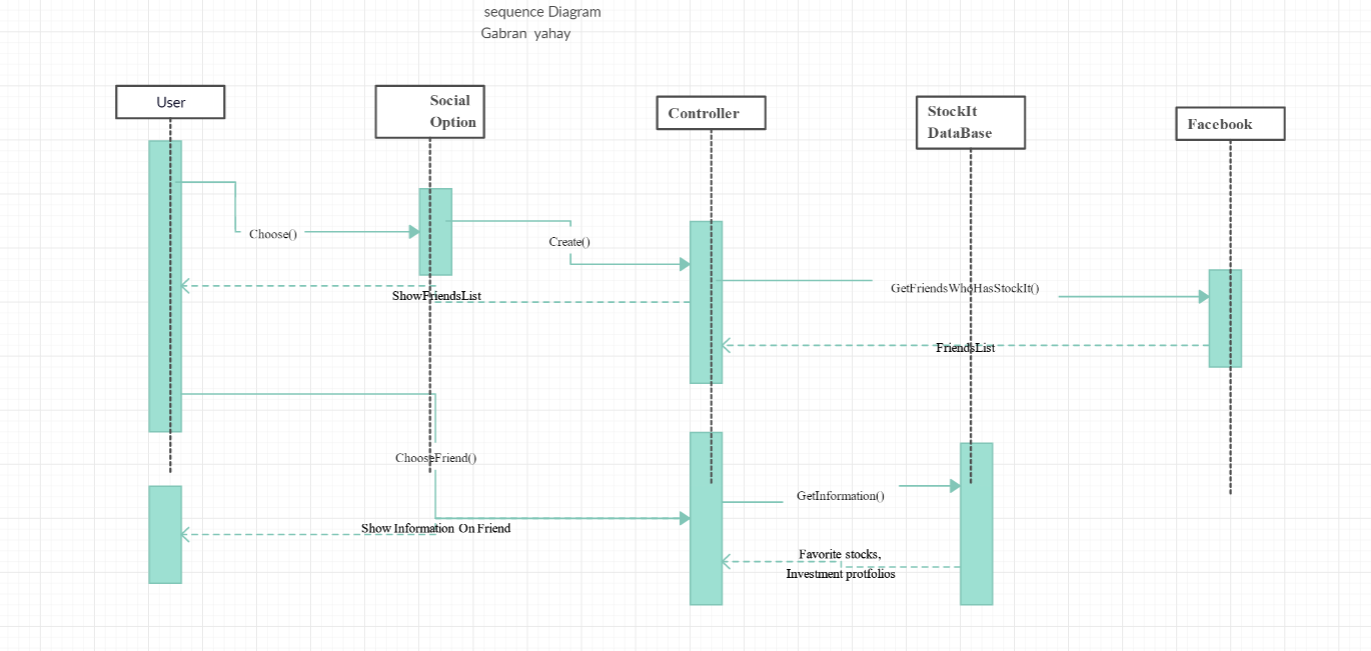 sequence Diagram
Gabran yahay
User
Social
Option
Controller
StockIt
DataBase
Facebook
Choose()
Create()
GetFriendsWhoHasStockIt()
ShowFriendsList
FriendsList
ChooseFriend()
GetInformation()
Show Information On Friend
Favorite stocks,
Investment protfolios